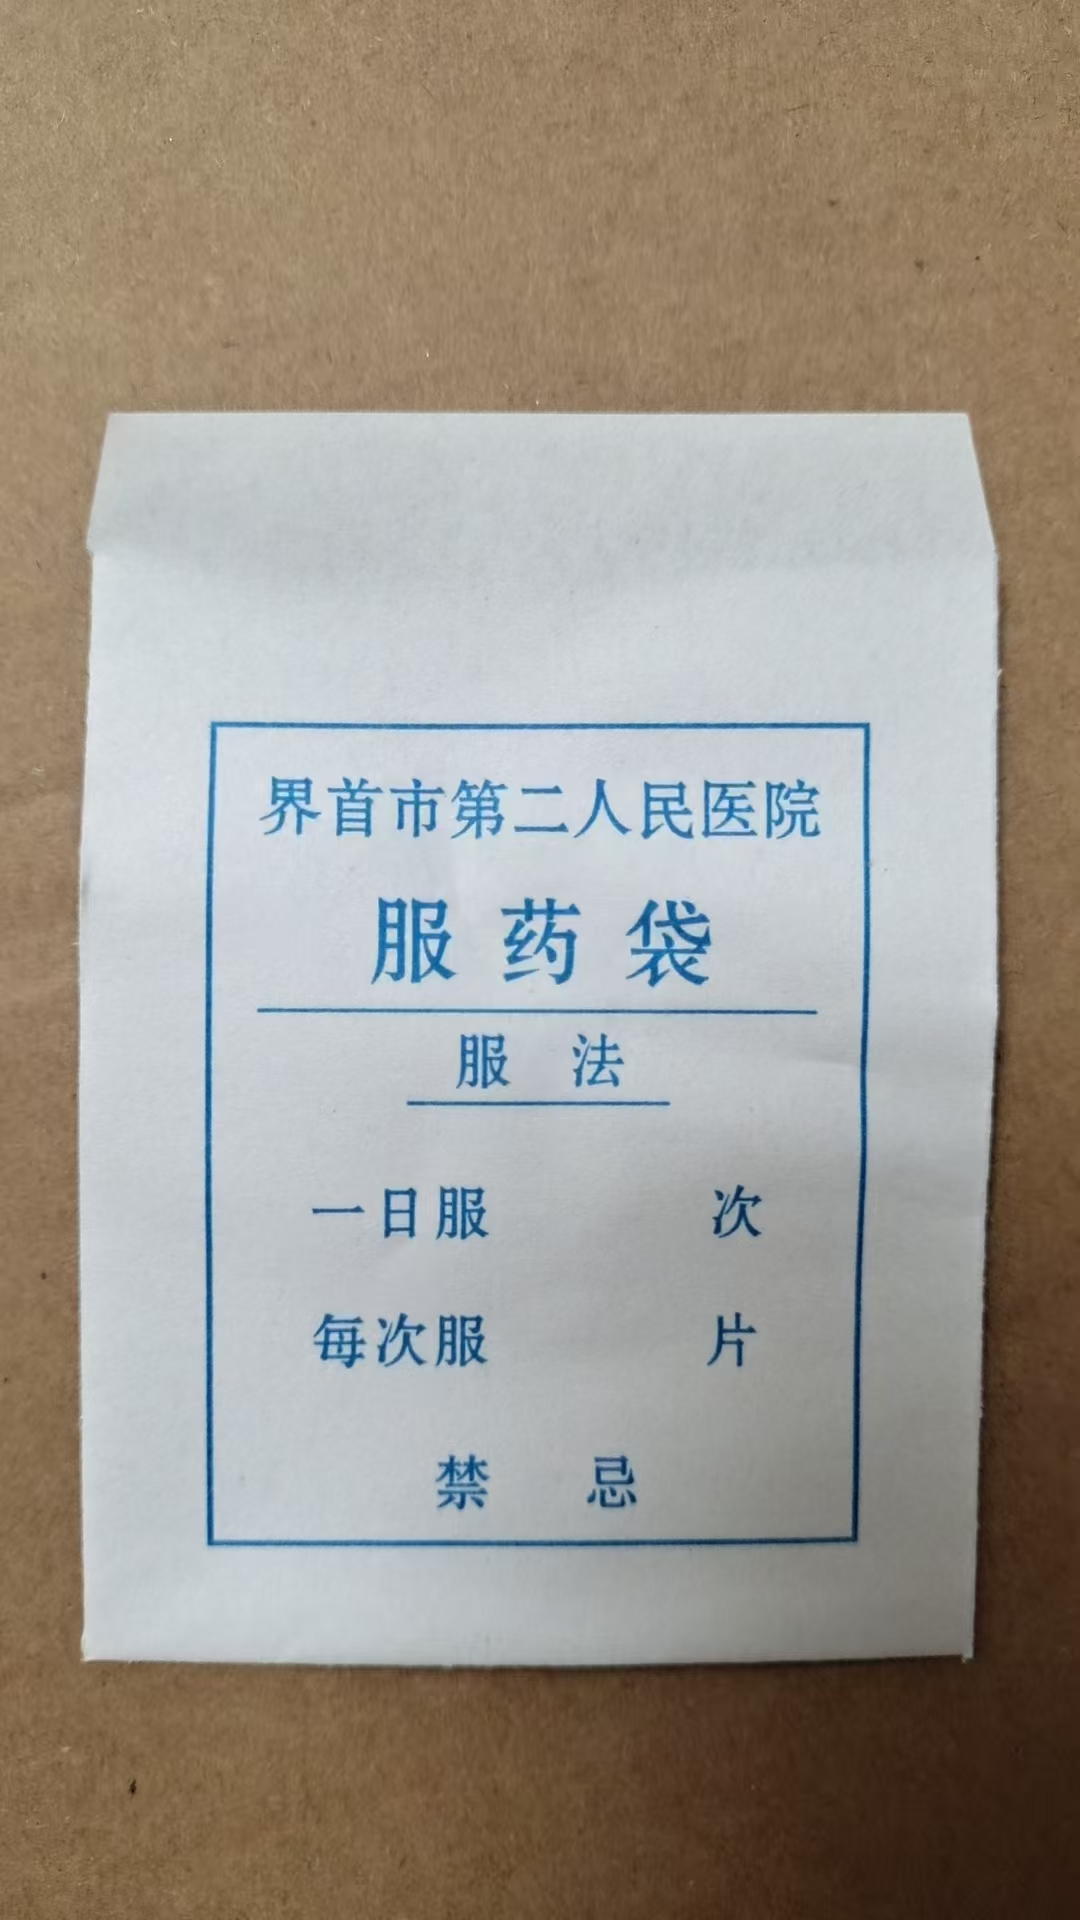 界首市第二人民医院
服药袋
服法
一日服 次
每次服 片
禁忌